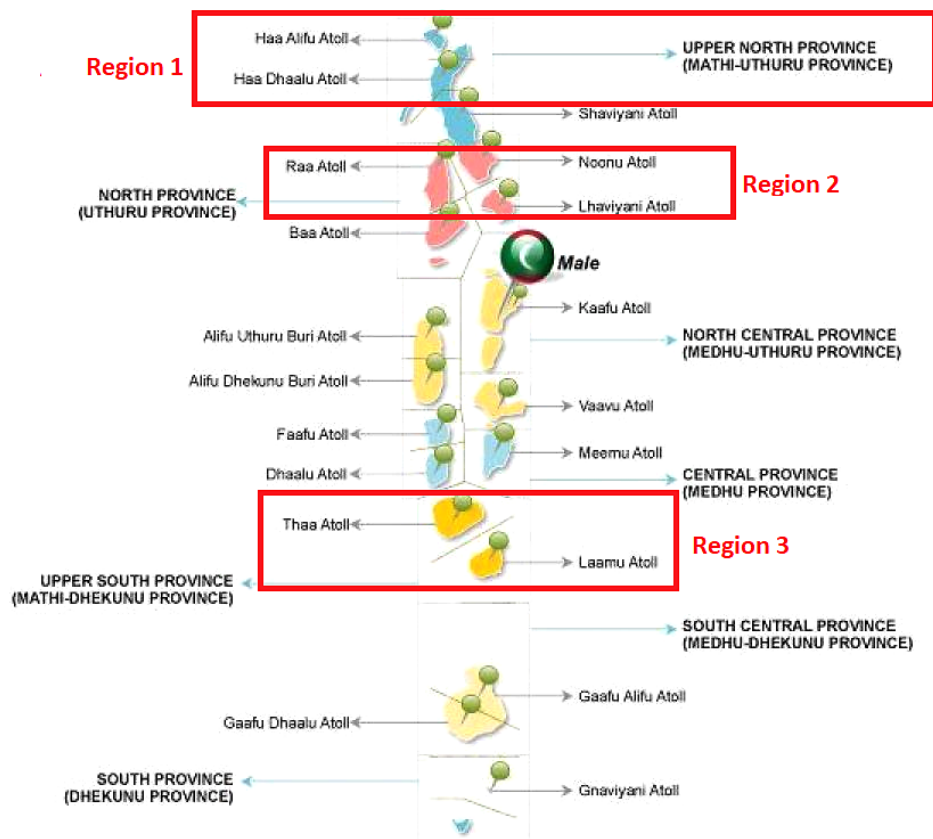 Haa Alifu Atoll
UPPER NORTH PROVINCE
(MATHI-UTHURU PROVINCE)
Region 1
Haa Dhaalu Atoll
Shaviyani Atoll
Raa Atoll
Noonu Atoll
Region 2
NORTH PROVINCE
(UTHURU PROVINCE)
Lhaviyani Atoll
Baa Atoll
Male
Kaafu Atoll
Alifu Uthuru Buri Atoll
NORTH CENTRAL PROVINCE
(MEDHU-UTHURU PROVINCE)
Alifu Dhekunu Buri Atoll
Vaavu Atoll
Faafu Atoll
Meemu Atoll
Dhaalu Atoll
CENTRAL PROVINCE
(MEDHU PROVINCE)
Thaa Atoll
Region 3
Laamu Atoll
UPPER SOUTH PROVINCE
(MATHI-DHEKUNU PROVINCE)
SOUTH CENTRAL PROVINCE
(MEDHU-DHEKUNU PROVINCE)
Gaafu Alifu Atoll
Gaafu Dhaalu Atoll
SOUTH PROVINCE
(DHEKUNU PROVINCE)
Gnaviyani Atoll